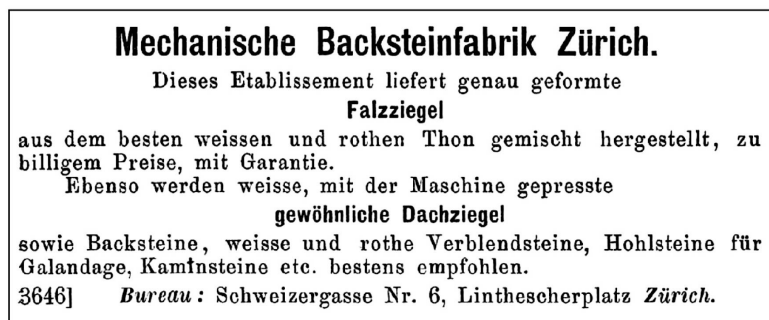 Mechanische Backsteinfabrik Zürich.
Dieses Etablissement liefert genau geformte
Falzziegel
aus dem besten weissen und rothen Thon gemischt hergestellt, zu
billigem Preise, mit Garantie.
Ebenso werden weisse, mit der Maschine gepresste
gewöhnliche Dachziegel
sowie Backsteine, weisse und rothe Verblendsteine, Hohlsteine für
Galandage, Kaminsteine etc. bestens empfohlen.
3646] Bureau: Schweizergasse Nr. 6, Linthescherplatz Zürich.